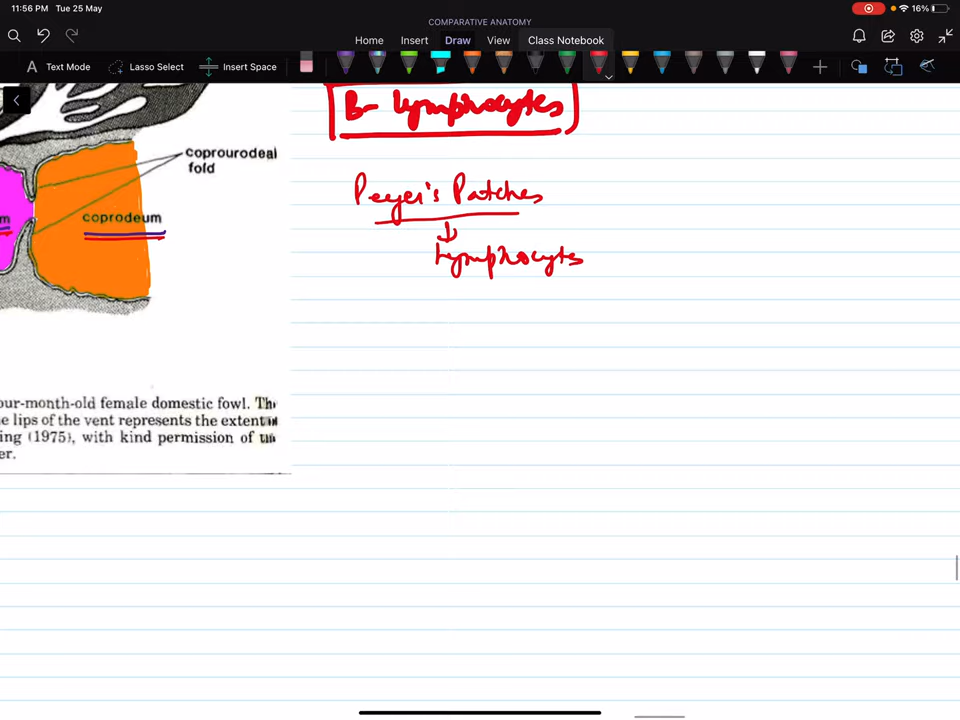 11:56 PM Tue 25 May
16%
COMPARATIVE ANATOMY
Home Insert Draw View Class Notebook
Text Mode Lasso Select Insert Space
B- Lymphocytes
coprourodeal
fold
Peyer's Patches
m coprodeum
Lymphocytes
our-month-old female domestic fowl. Th
e lips of the vent represents the extent
ing (1975), with kind permission of
er.